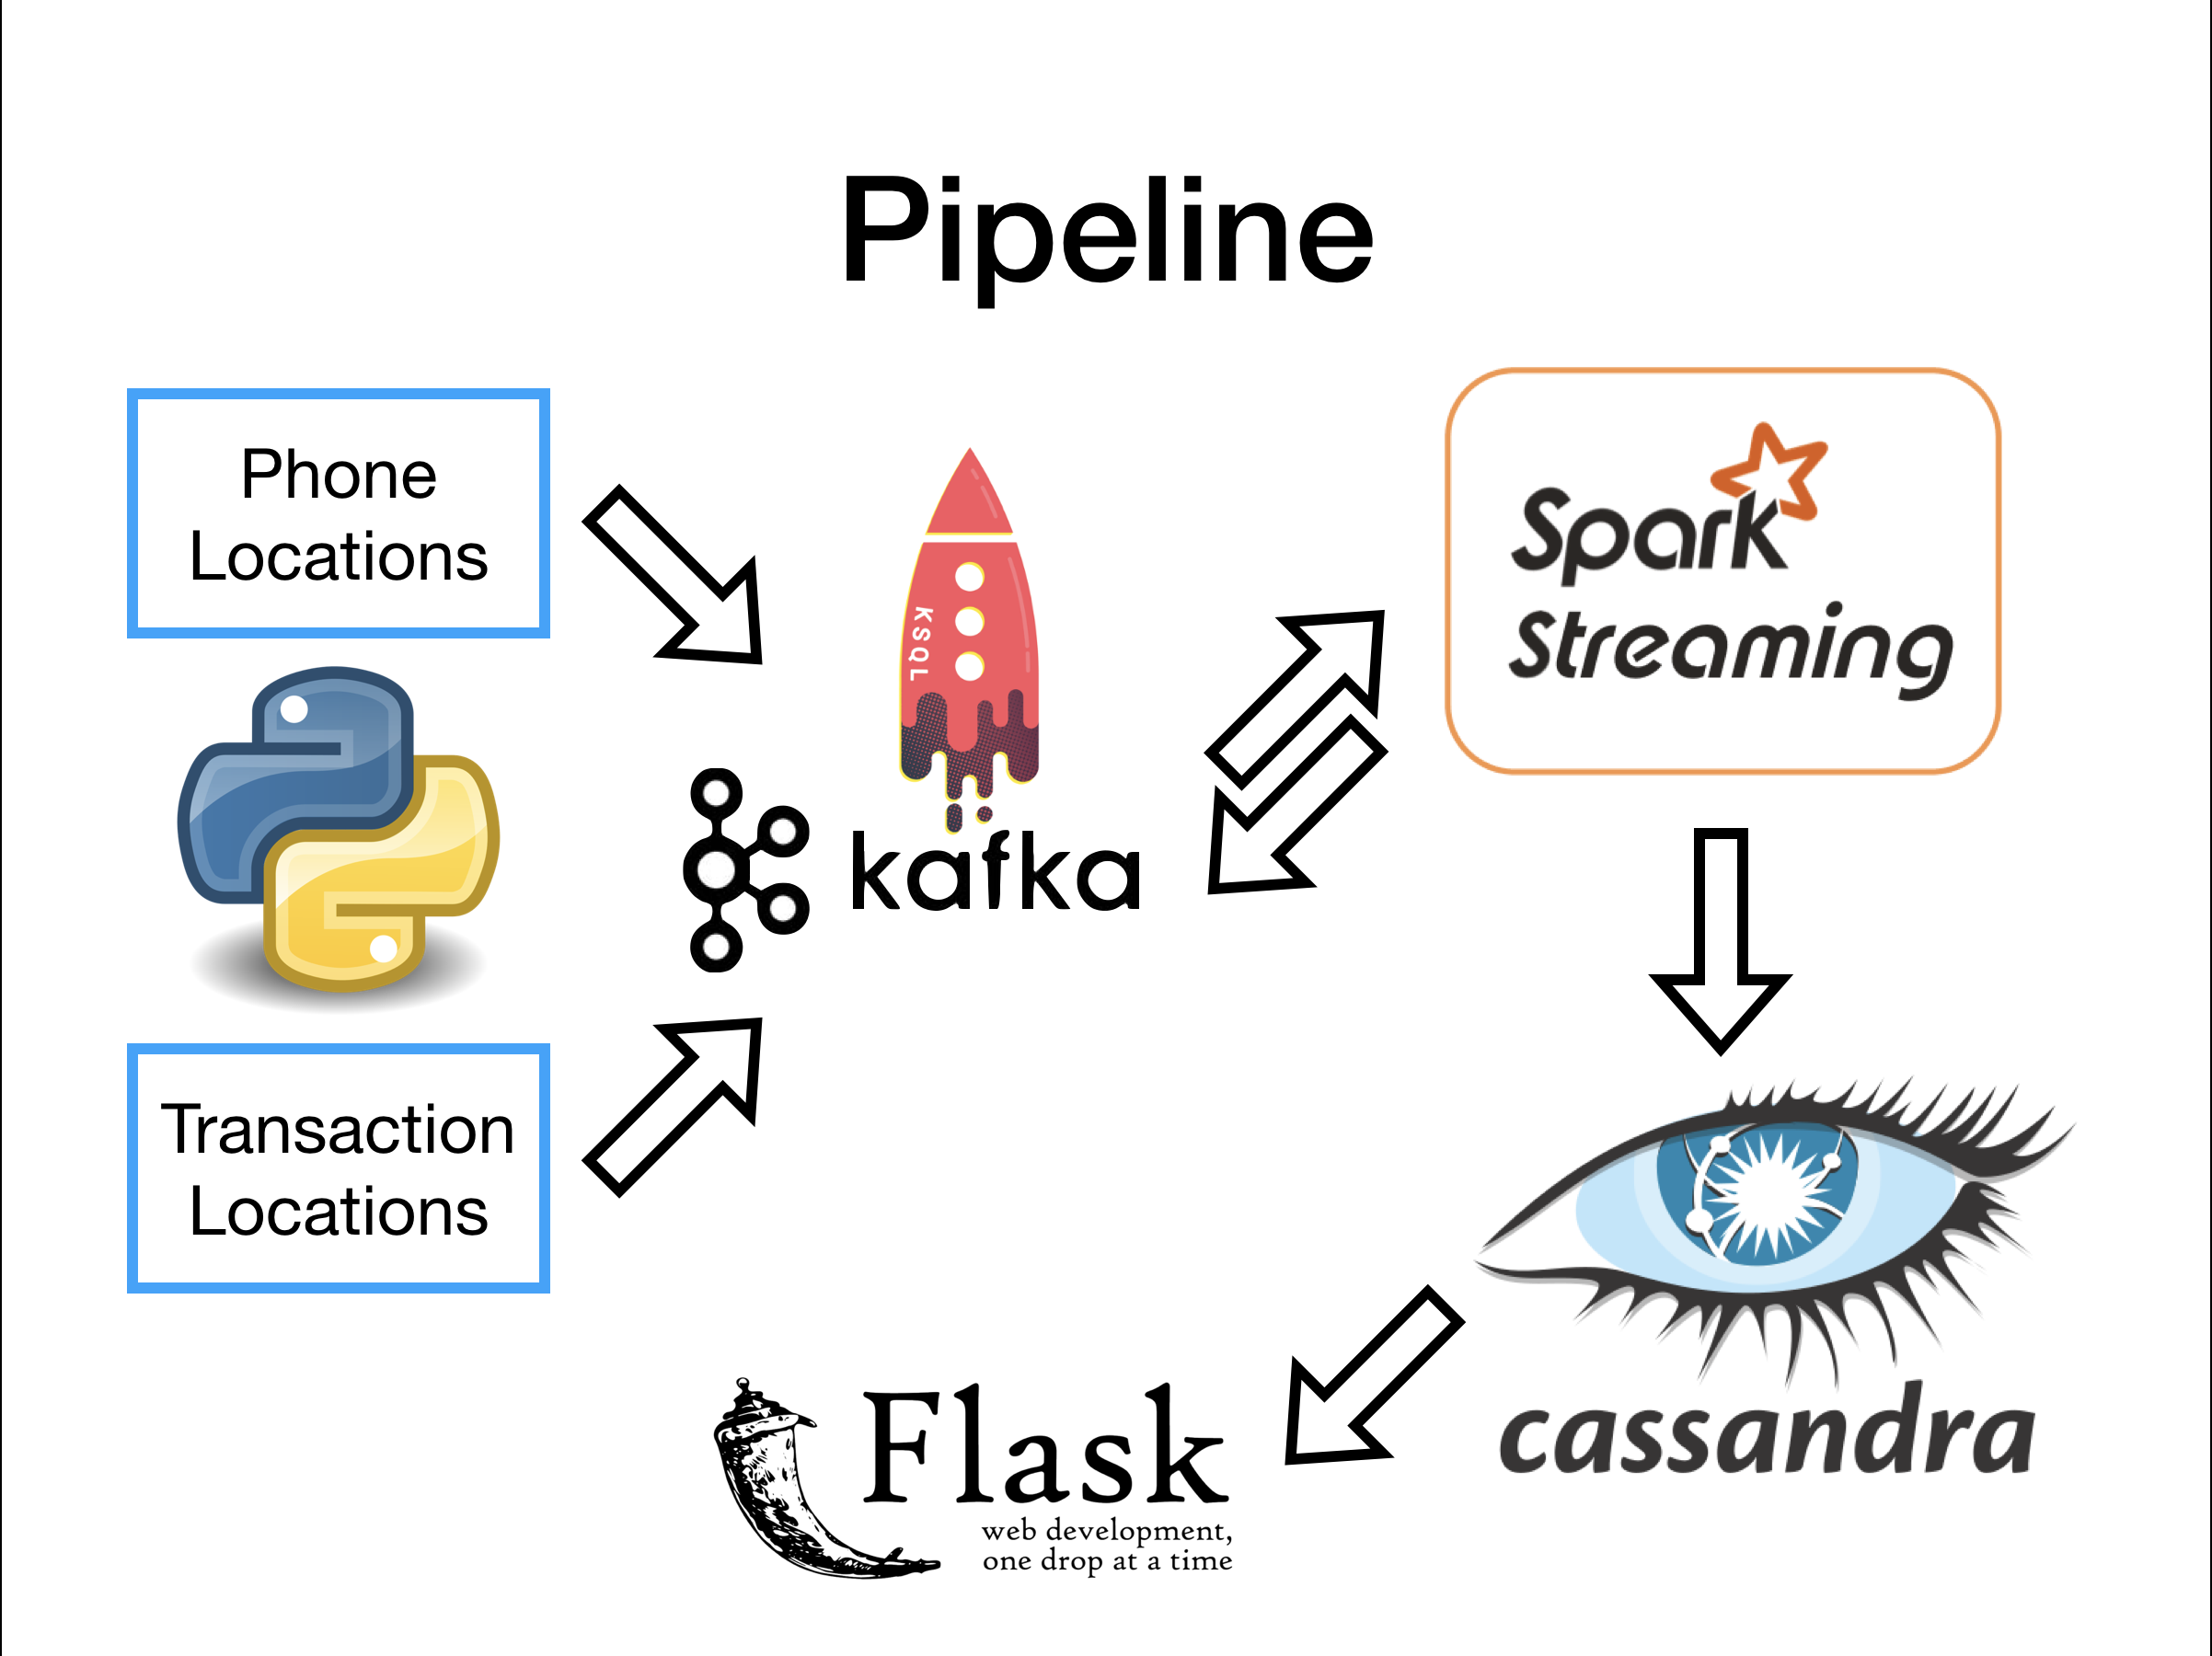 Pipeline
Phone
Locations
KSQL
Spark
Streaming
kafka
Transaction
Locations
Flask
web development,
one drop at a time
cassandra